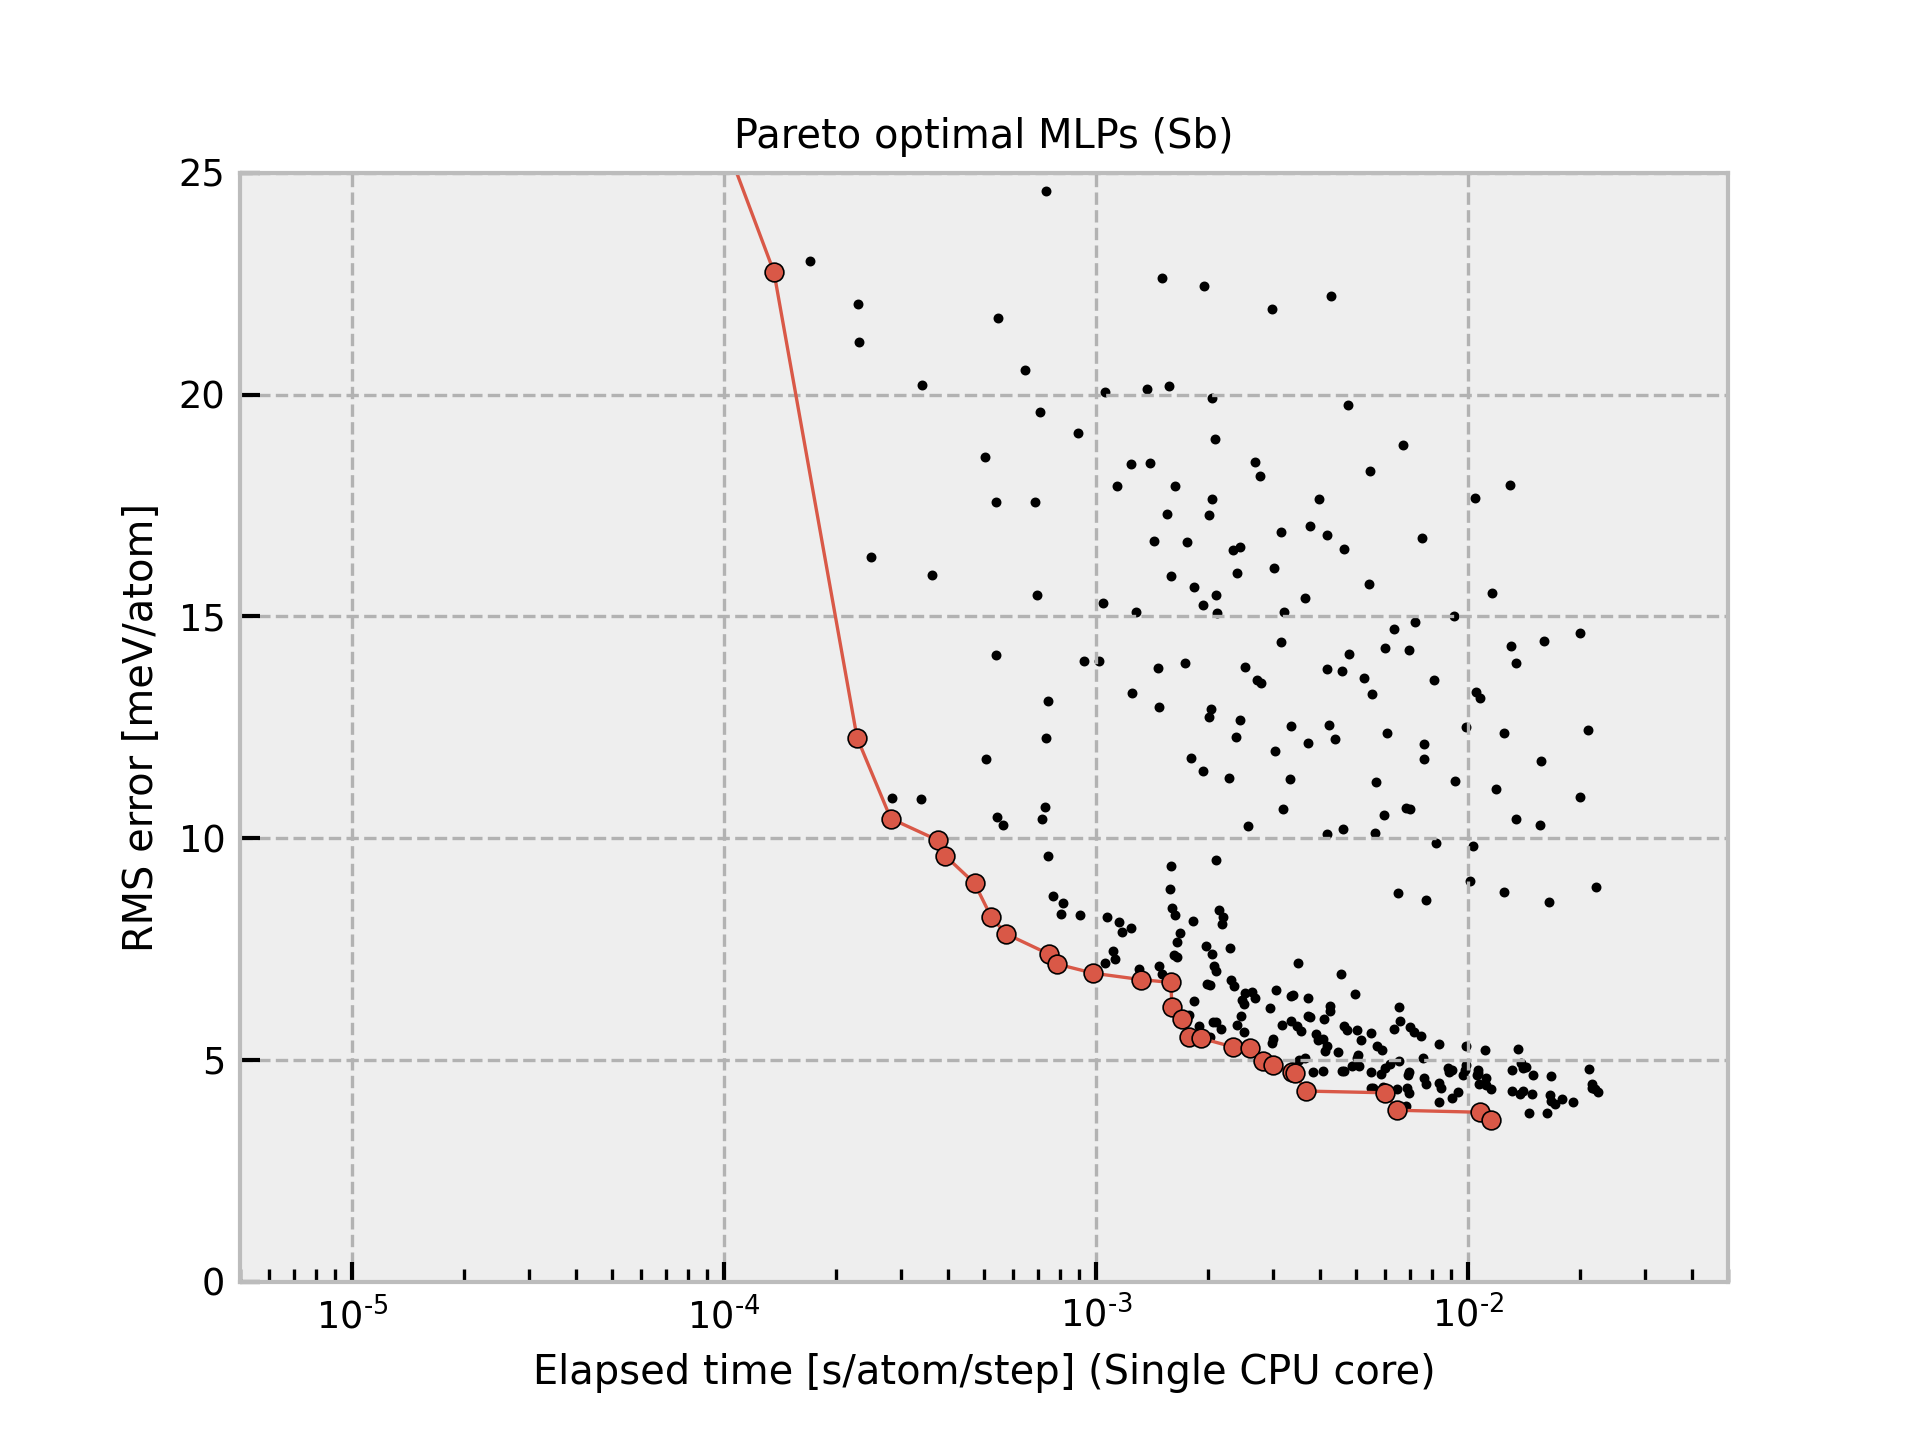 Pareto optimal MLPs (Sb)
25
20
15
10
5
0
RMS error [meV/atom]
10-5 10-4 10-3 10-2
Elapsed time [s/atom/step] (Single CPU core)